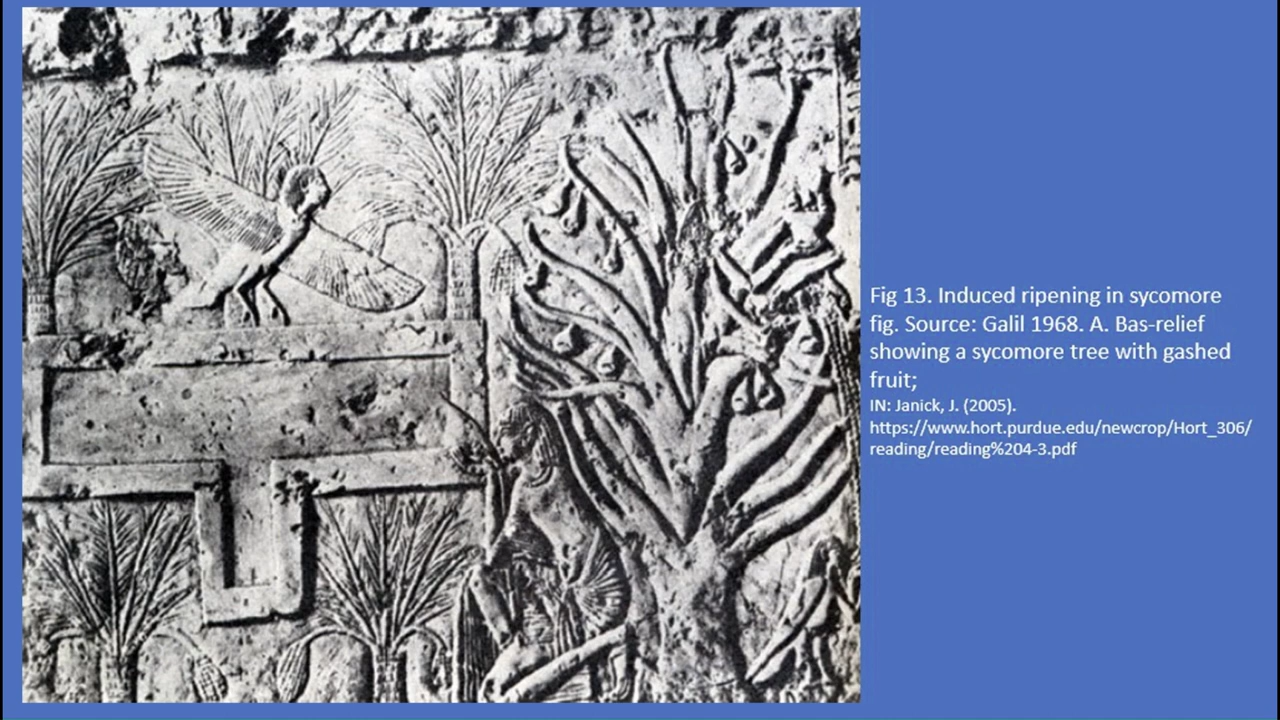 Fig 13. Induced ripening in sycomore
fig. Source: Galil 1968. A. Bas-relief
showing a sycomore tree with gashed
fruit;
IN: Janick, J. (2005).
https://www.hort.purdue.edu/newcrop/Hort_306/
reading/reading%204-3.pdf